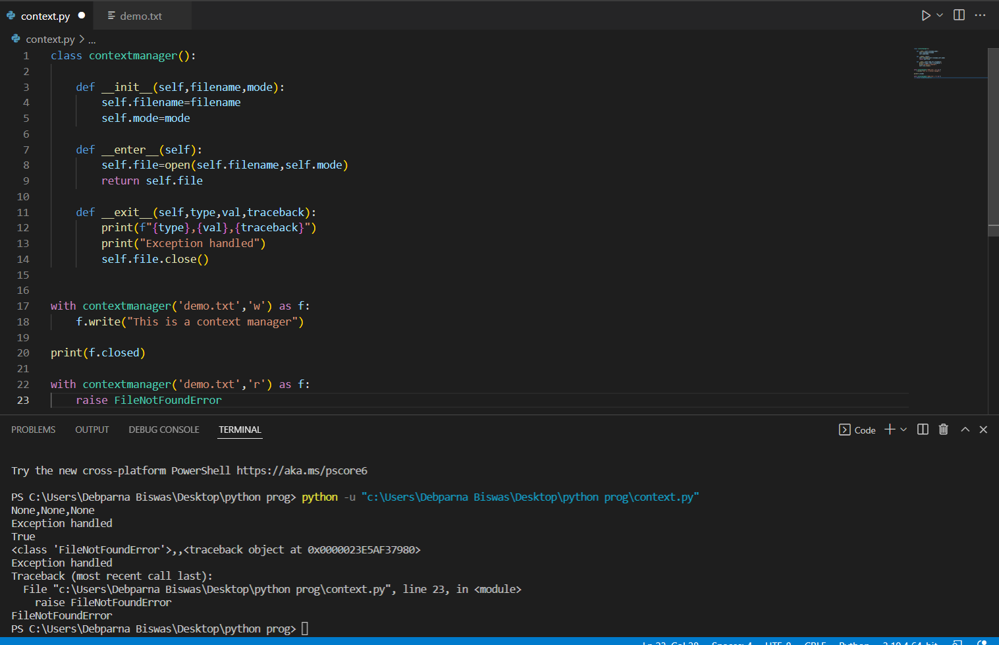 context.py
demo.txt
context.py > ...
1 class contextmanager():
2
3     def __init__(self,filename,mode):
4         self.filename=filename
5         self.mode=mode
6
7     def __enter__(self):
8         self.file=open(self.filename,self.mode)
9         return self.file
10
11     def __exit__(self,type,val,traceback):
12         print(f"{type},{val},{traceback}")
13         print("Exception handled")
14         self.file.close()
15
16
17 with contextmanager('demo.txt','w') as f:
18     f.write("This is a context manager")
19
20 print(f.closed)
21
22 with contextmanager('demo.txt','r') as f:
23     raise FileNotFoundError
PROBLEMS OUTPUT DEBUG CONSOLE TERMINAL Code
Try the new cross-platform PowerShell https://aka.ms/pscore6
PS C:\Users\Debparna Biswas\Desktop\python prog> python -u "c:\Users\Debparna Biswas\Desktop\python prog\context.py"
None,None,None
Exception handled
True
<class 'FileNotFoundError'>,,<traceback object at 0x0000023E5AF37980>
Exception handled
Traceback (most recent call last):
  File "c:\Users\Debparna Biswas\Desktop\python prog\context.py", line 23, in <module>
    raise FileNotFoundError
FileNotFoundError
PS C:\Users\Debparna Biswas\Desktop\python prog>